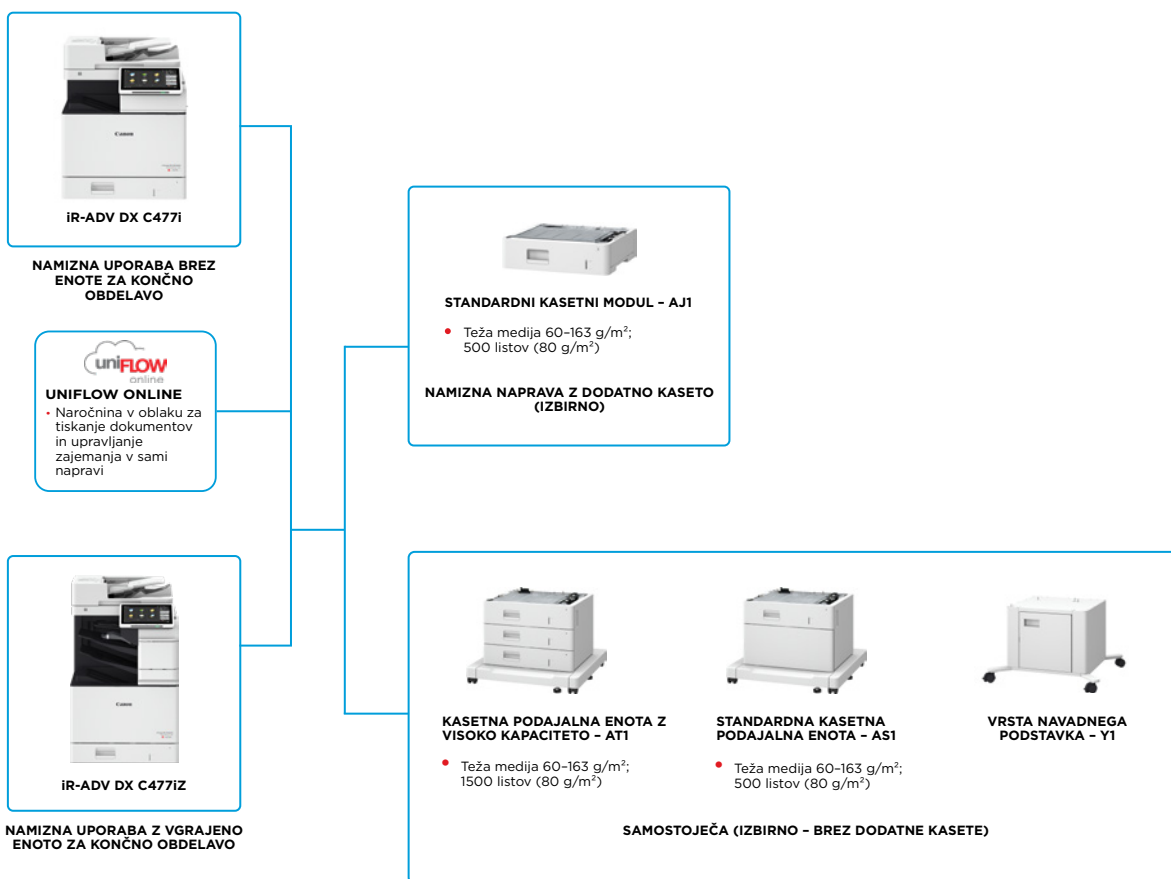 Canon
iR-ADV DX C477i
NAMIZNA UPORABA BREZ
ENOTE ZA KONČNO
OBDELAVO
uniFLOW
online
UNIFLOW ONLINE
• Naročnina v oblaku za
tiskanje dokumentov
in upravljanje
zajemanja v sami
napravi
Canon
iR-ADV DX C477iZ
NAMIZNA UPORABA Z VGRAJENO
ENOTO ZA KONČNO OBDELAVO
STANDARDNI KASETNI MODUL – AJ1
• Teža medija 60–163 g/m²;
500 listov (80 g/m²)
NAMIZNA NAPRAVA Z DODATNO KASETO
(IZBIRNO)
KASETNA PODAJALNA ENOTA Z
VISOKO KAPACITETO – AT1
• Teža medija 60–163 g/m²;
1500 listov (80 g/m²)
STANDARDNA KASETNA
PODAJALNA ENOTA – AS1
• Teža medija 60–163 g/m²;
500 listov (80 g/m²)
VRSTA NAVADNEGA
PODSTAVKA – Y1
SAMOSTOJEČA (IZBIRNO – BREZ DODATNE KASETE)